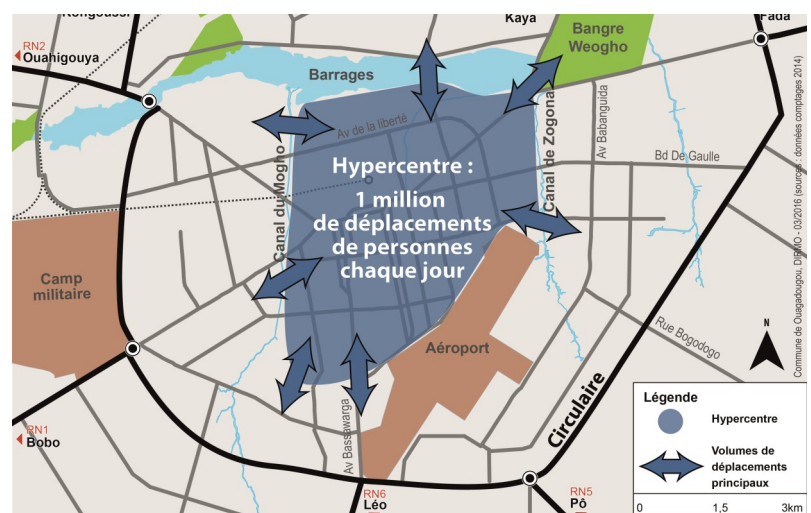 Kongoussi
Kaya
Bangre
Weogho
Fada
RN2
Ouahigouya
Barrages
Av de la liberté
Canal du Mogho
Canal de Zogona
Av Babanguida
Bd De Gaulle
Hypercentre :
1 million
de déplacements
de personnes
chaque jour
Camp
militaire
Aéroport
Rue Bogodogo
N
Circulaire
Av Bassawarga
RN1
Bobo
RN6
Léo
RN5
Pô
Légende
Hypercentre
Volumes de
déplacements
principaux
0 1,5 3km
Commune de Ouagadougou, DIRMO - 03/2016 (sources : données comptages 2014)